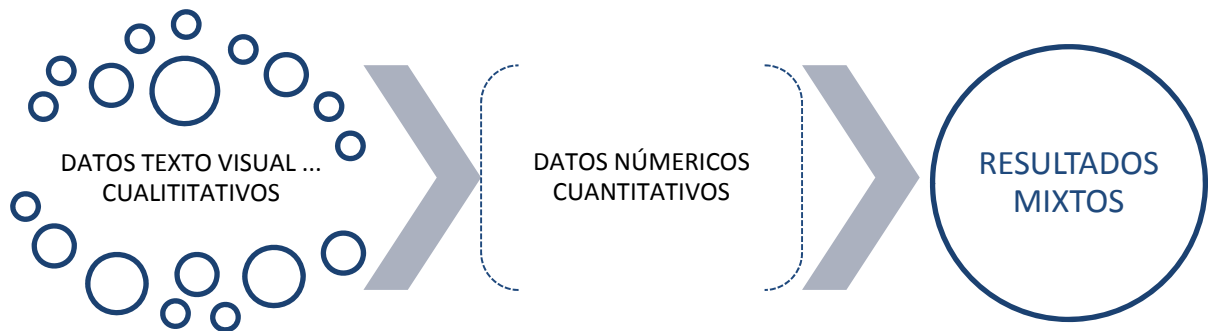 DATOS TEXTO VISUAL ...
CUALITITATIVOS
DATOS NÚMERICOS
CUANTITATIVOS
RESULTADOS
MIXTOS